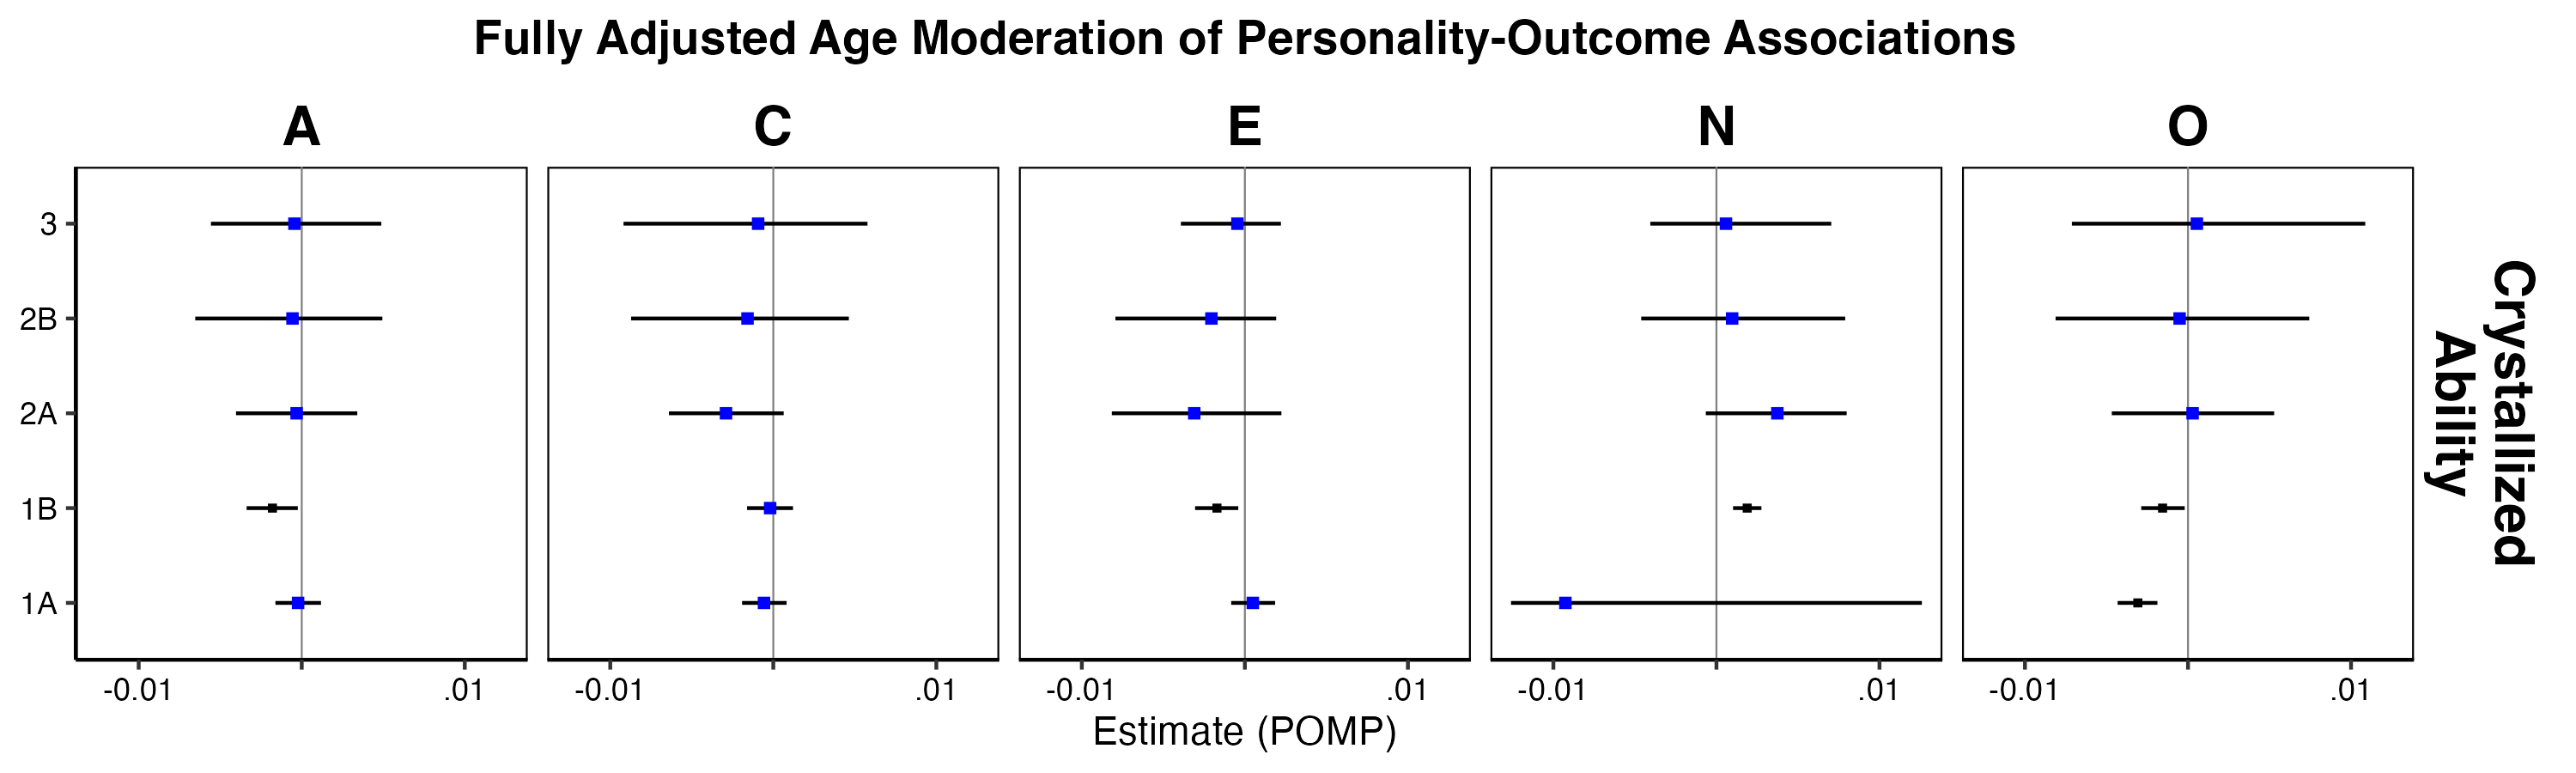 Fully Adjusted Age Moderation of Personality-Outcome Associations
A C E N O
3
2B
2A
1B
1A
-0.01 .01 -0.01 .01 -0.01 .01 -0.01 .01 -0.01 .01
Estimate (POMP)
Crystallized
Ability